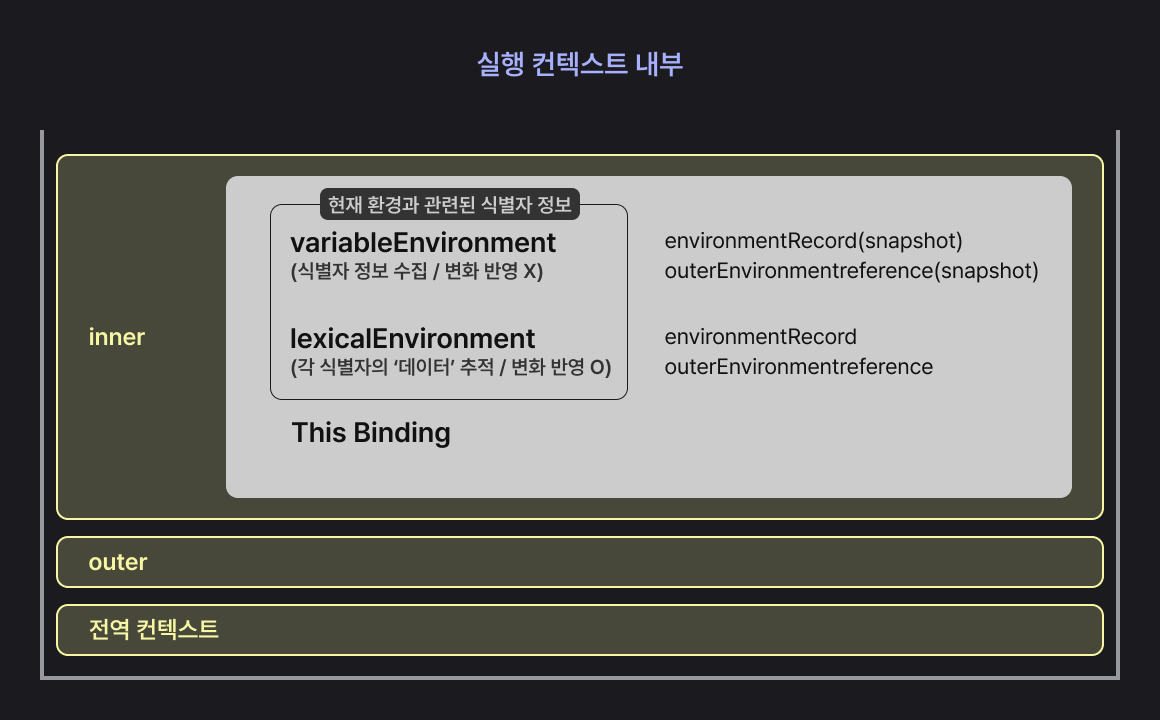 실행 컨텍스트 내부
현재 환경과 관련된 식별자 정보
variableEnvironment
(식별자 정보 수집 / 변화 반영 X)
environmentRecord(snapshot)
outerEnvironmentreference(snapshot)
inner
lexicalEnvironment
(각 식별자의 ‘데이터’ 추적 / 변화 반영 O)
environmentRecord
outerEnvironmentreference
This Binding
outer
전역 컨텍스트